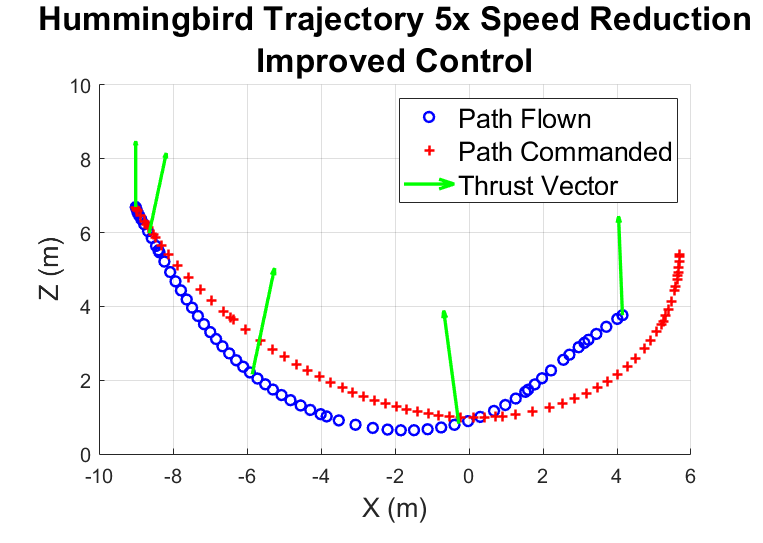 Hummingbird Trajectory 5x Speed Reduction
Improved Control
Path Flown
Path Commanded
Thrust Vector
10
8
6
4
2
0
Z (m)
-10 -8 -6 -4 -2 0 2 4 6
X (m)